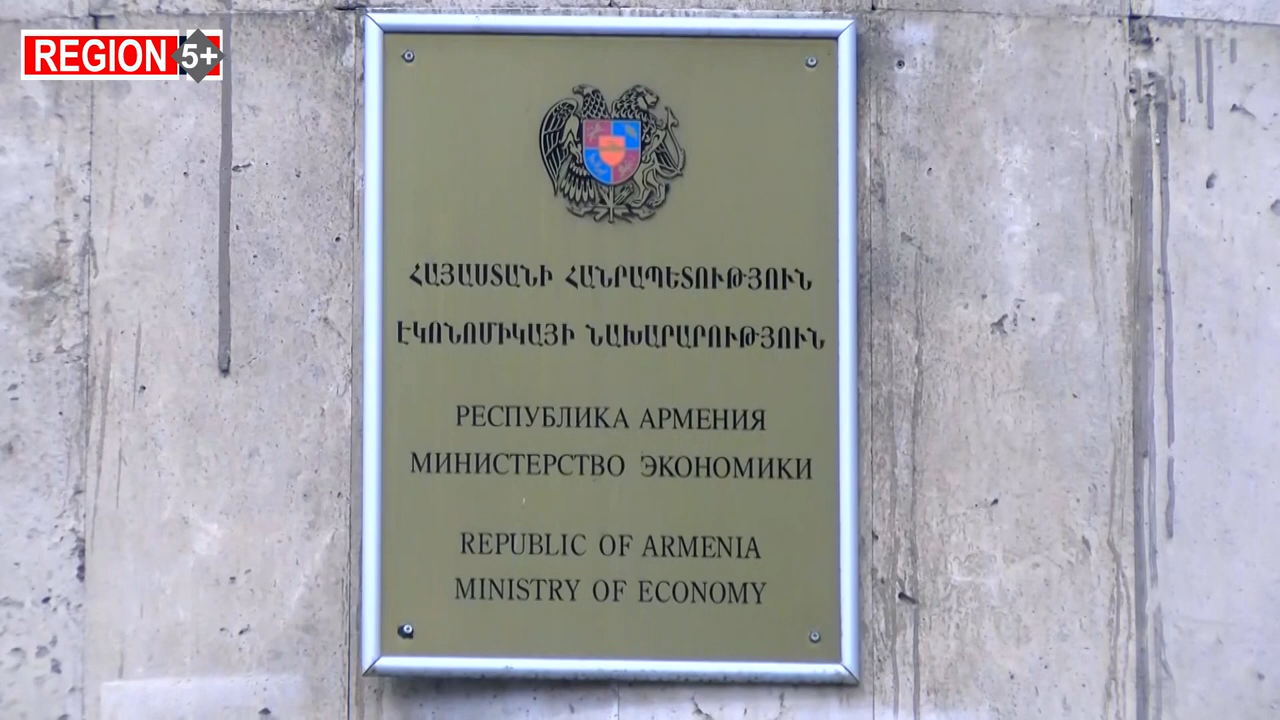 REGION 5+
ՀԱՅԱՍՏԱՆԻ ՀԱՆՐԱՊԵՏՈՒԹՅՈՒՆ
ԷԿՈՆՈՄԻԿԱՅԻ ՆԱԽԱՐԱՐՈՒԹՅՈՒՆ
РЕСПУБЛИКА АРМЕНИЯ
МИНИСТЕРСТВО ЭКОНОМИКИ
REPUBLIC OF ARMENIA
MINISTRY OF ECONOMY